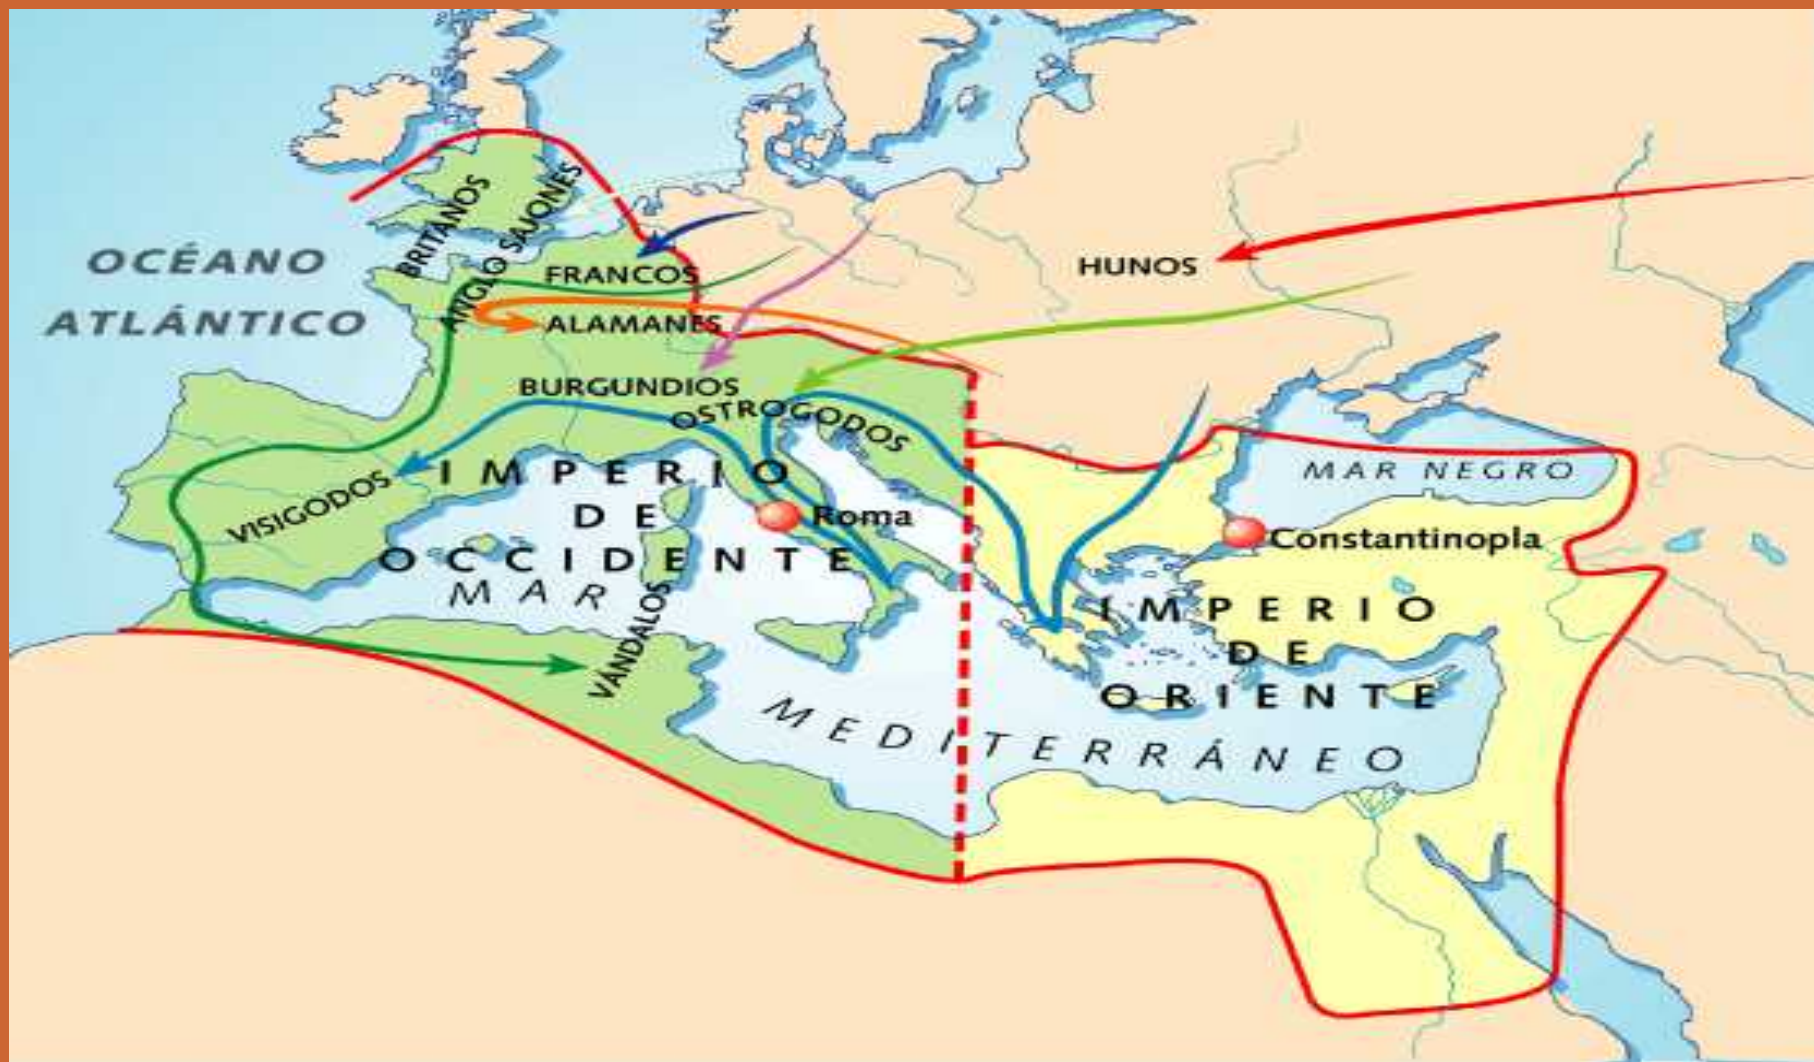 BRITANOS
ANGLO SAJONES
OCÉANO
ATLÁNTICO
FRANCOS
HUNOS
ALAMANES
BURGUNDIOS
OSTROGODOS
VISIGODOS
IMPERIO
DE
OCCIDENTE
Roma
MAR NEGRO
Constantinopla
MAR
MEDITERRÁNEO
VANDALOS
IMPERIO
DE
ORIENTE